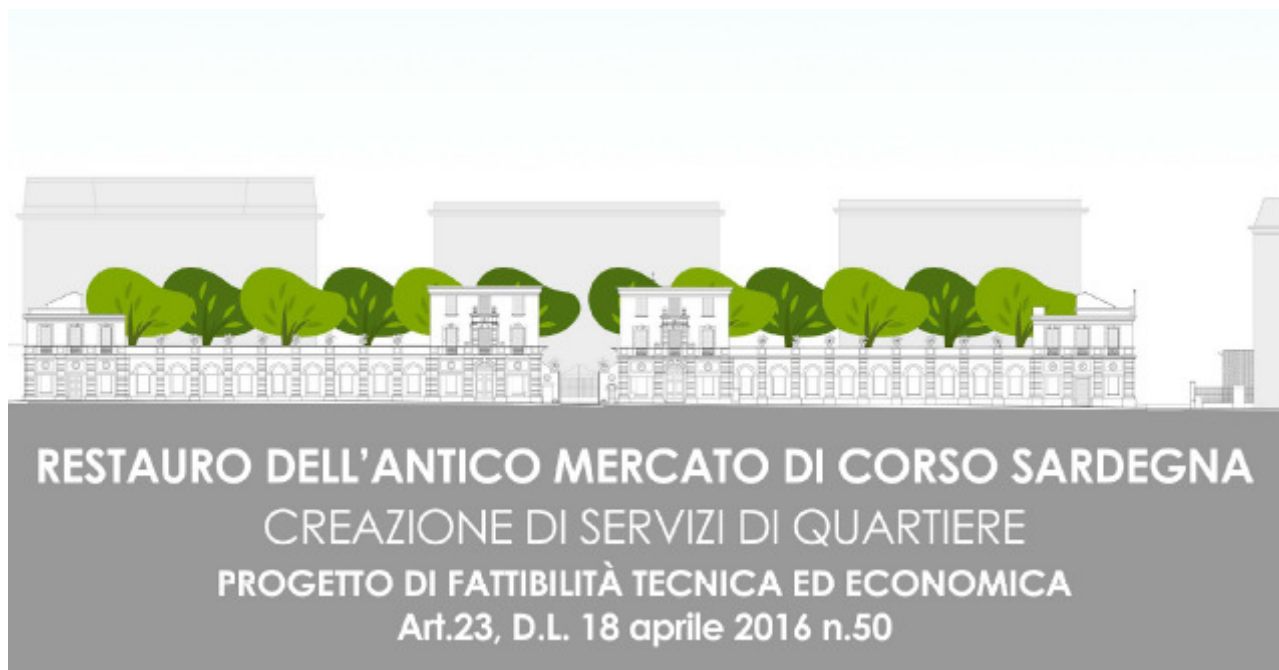 RESTAURO DELL'ANTICO MERCATO DI CORSO SARDEGNA
CREAZIONE DI SERVIZI DI QUARTIERE
PROGETTO DI FATTIBILITÀ TECNICA ED ECONOMICA
Art.23, D.L. 18 aprile 2016 n.50